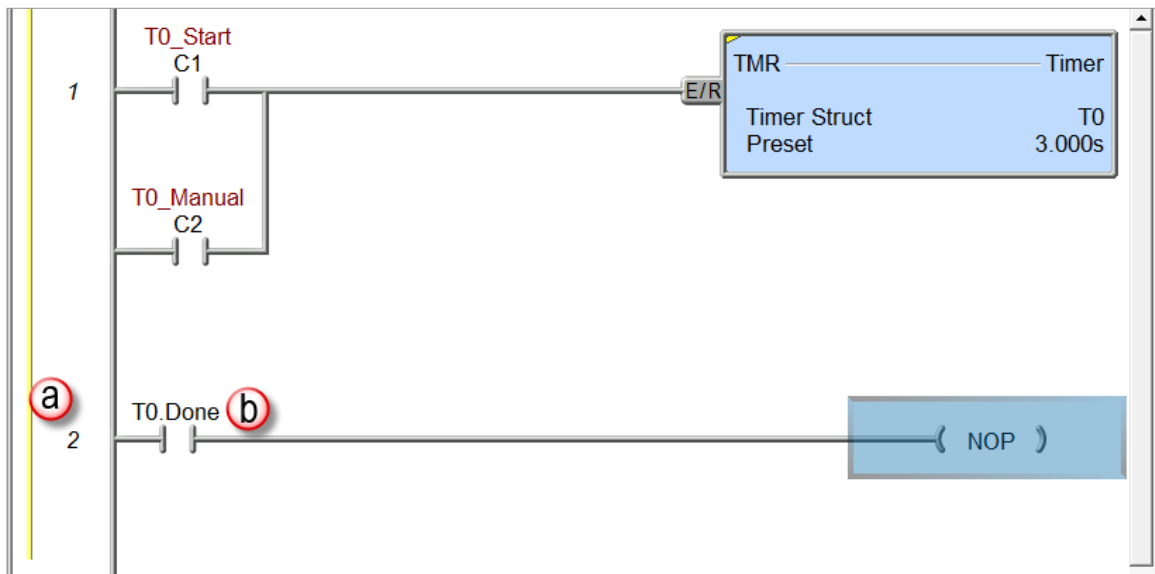 T0_Start
C1
1
E/R
TMR Timer
Timer Struct T0
Preset 3.000s
T0_Manual
C2
a
T0.Done b
2
NOP